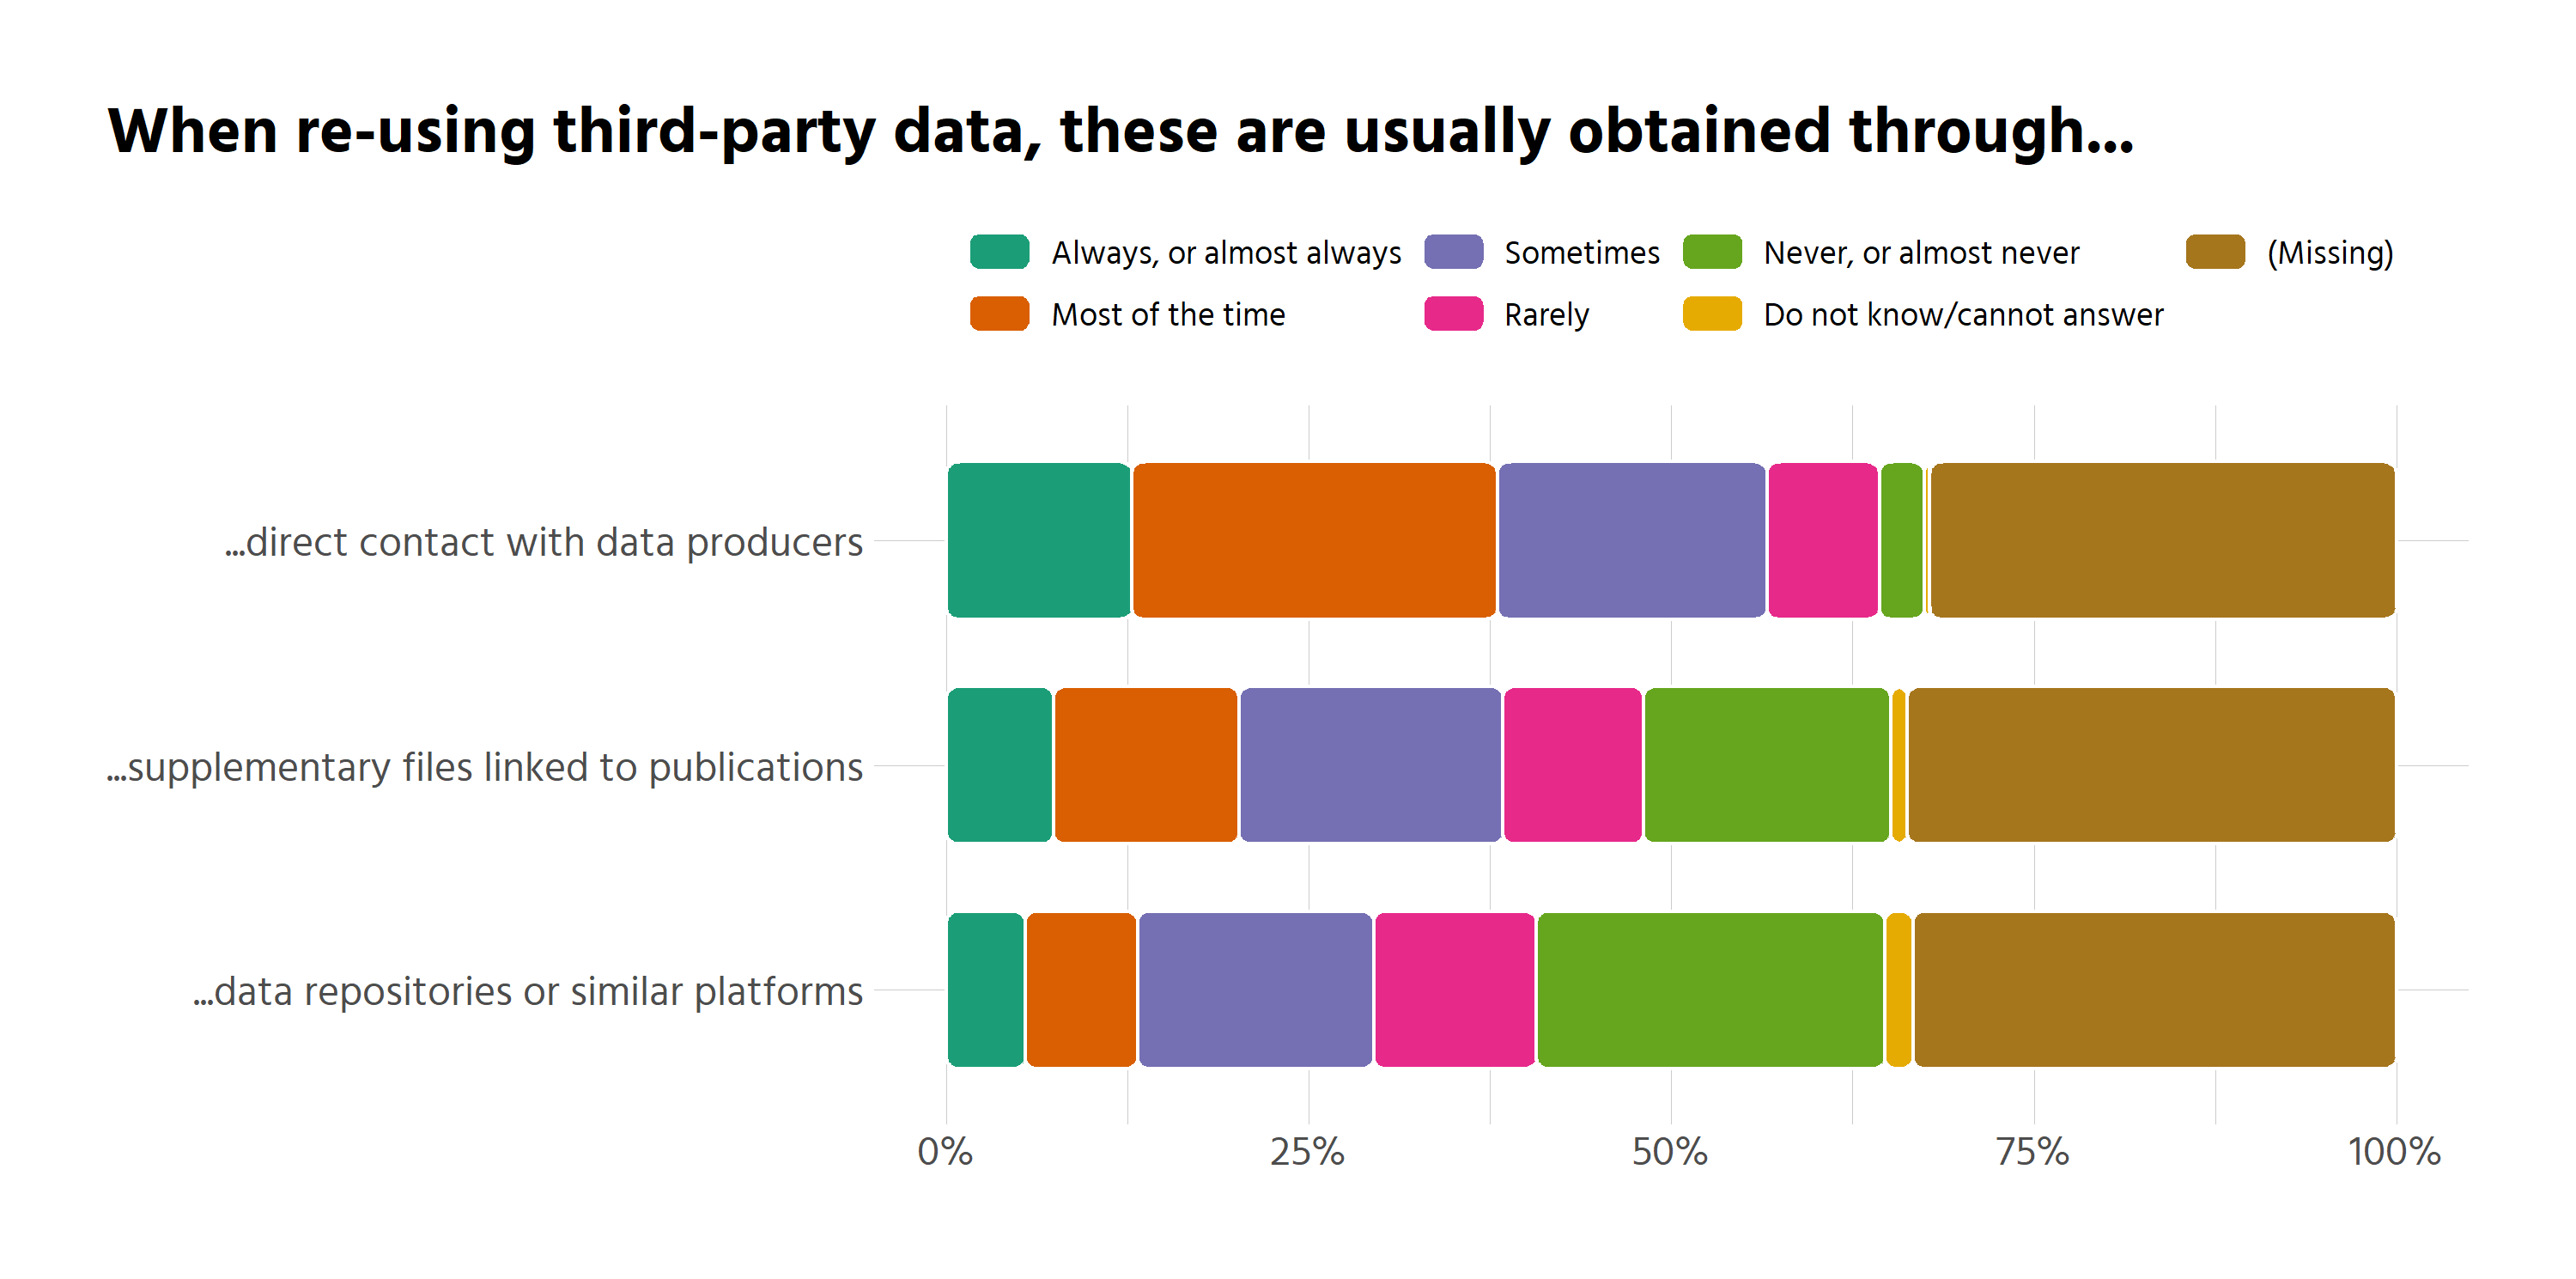 When re-using third-party data, these are usually obtained through...
Always, or almost always
Sometimes
Never, or almost never
(Missing)
Most of the time
Rarely
Do not know/cannot answer
...direct contact with data producers
...supplementary files linked to publications
...data repositories or similar platforms
0% 25% 50% 75% 100%